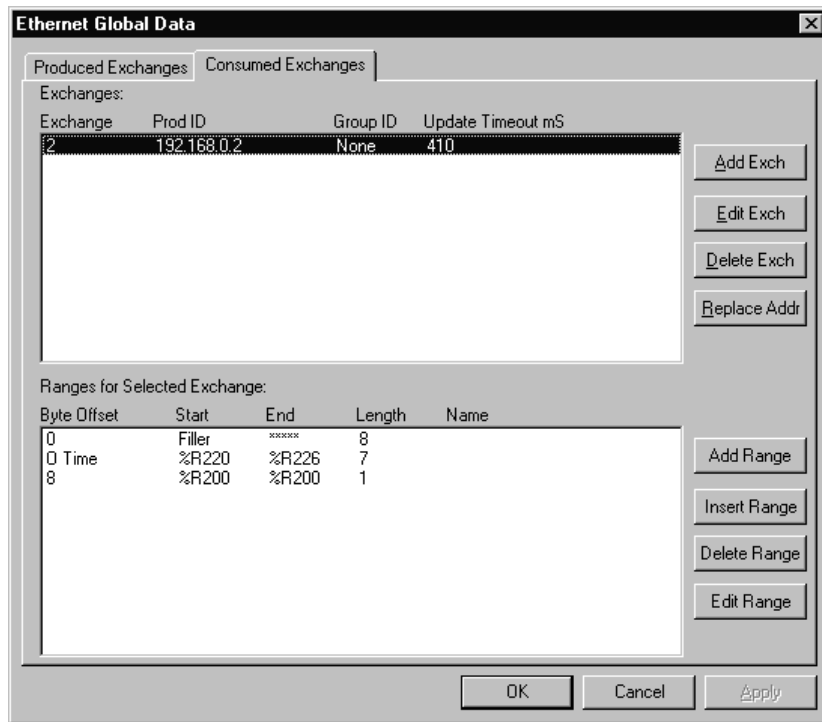 Ethernet Global Data
Produced Exchanges Consumed Exchanges
Exchanges:
Exchange Prod ID Group ID Update Timeout mS
2 192.168.0.2 None 410
Add Exch
Edit Exch
Delete Exch
Replace Addr
Ranges for Selected Exchange:
Byte Offset Start End Length Name
0 Filler ***** 8
0 Time %R220 %R226 7
8 %R200 %R200 1
Add Range
Insert Range
Delete Range
Edit Range
OK Cancel Apply